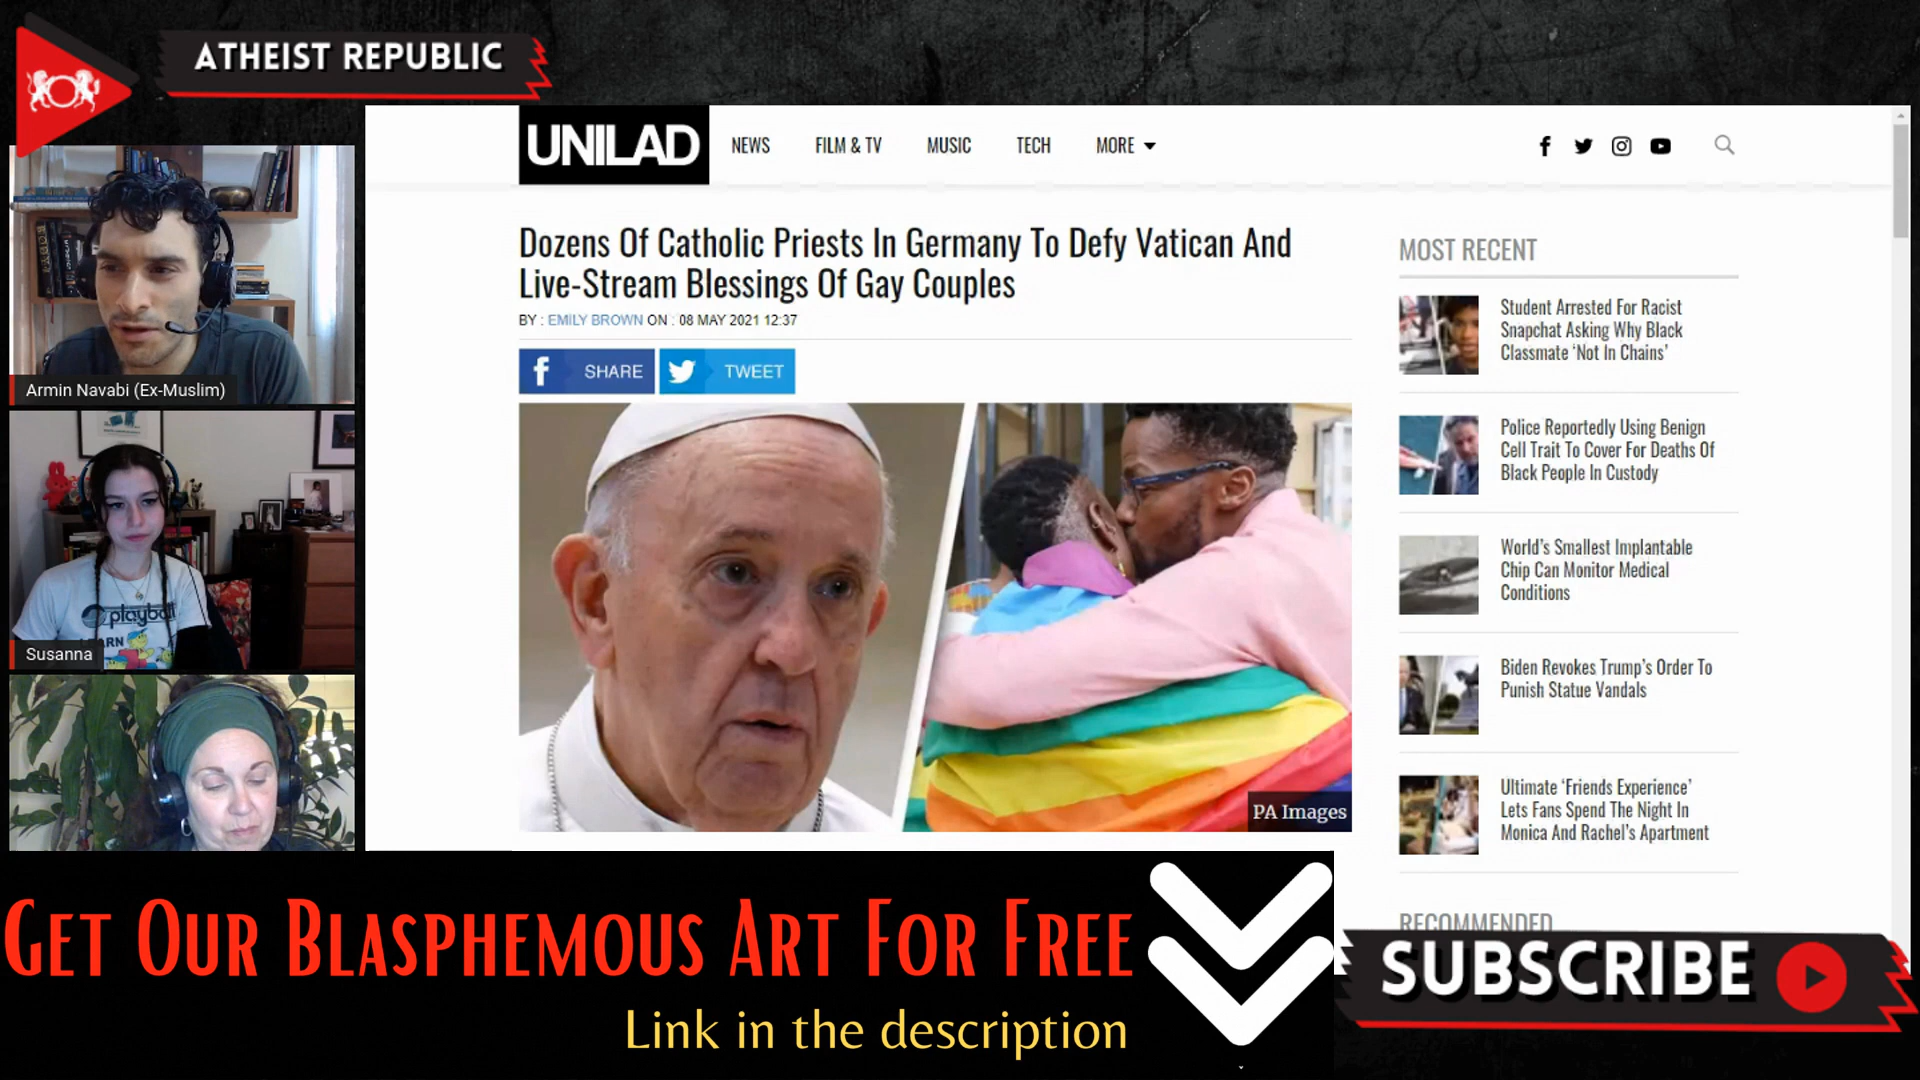 ATHEIST REPUBLIC
Armin Navabi (Ex-Muslim)
playball
Susanna
UNILAD
NEWS
FILM & TV
MUSIC
TECH
MORE
Dozens Of Catholic Priests In Germany To Defy Vatican And
Live-Stream Blessings Of Gay Couples
BY : EMILY BROWN ON : 08 MAY 2021 12:37
SHARE
TWEET
PA Images
MOST RECENT
Student Arrested For Racist
Snapchat Asking Why Black
Classmate ‘Not In Chains’
Police Reportedly Using Benign
Cell Trait To Cover For Deaths Of
Black People In Custody
World’s Smallest Implantable
Chip Can Monitor Medical
Conditions
Biden Revokes Trump’s Order To
Punish Statue Vandals
Ultimate ‘Friends Experience’
Lets Fans Spend The Night In
Monica And Rachel’s Apartment
RECOMMENDED
GET OUR BLASPHEMOUS ART FOR FREE
Link in the description
SUBSCRIBE